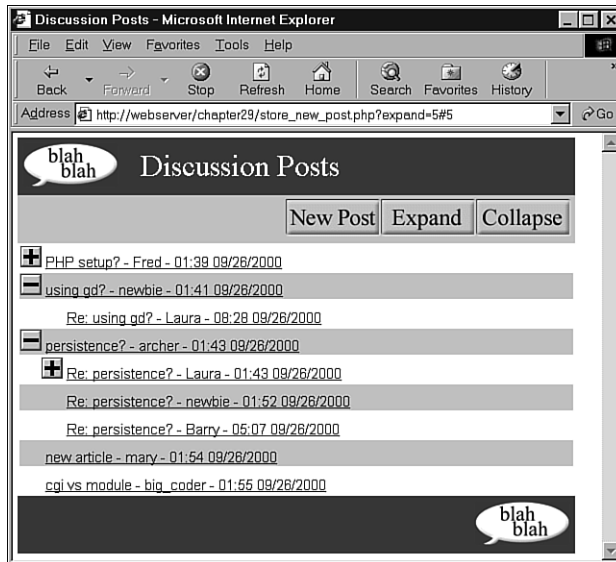 Discussion Posts - Microsoft Internet Explorer
File Edit View Favorites Tools Help
Back Forward Stop Refresh Home Search Favorites History
Address http://webserver/chapter29/store_new_post.php?expand=5#5 Go
blah
blah
Discussion Posts
New Post Expand Collapse
PHP setup? - Fred - 01:39 09/26/2000
using gd? - newbie - 01:41 09/26/2000
Re: using gd? - Laura - 08:28 09/26/2000
persistence? - archer - 01:43 09/26/2000
Re: persistence? - Laura - 01:43 09/26/2000
Re: persistence? - newbie - 01:52 09/26/2000
Re: persistence? - Barry - 05:07 09/26/2000
new article - mary - 01:54 09/26/2000
cgi vs module - big_coder - 01:55 09/26/2000
blah
blah